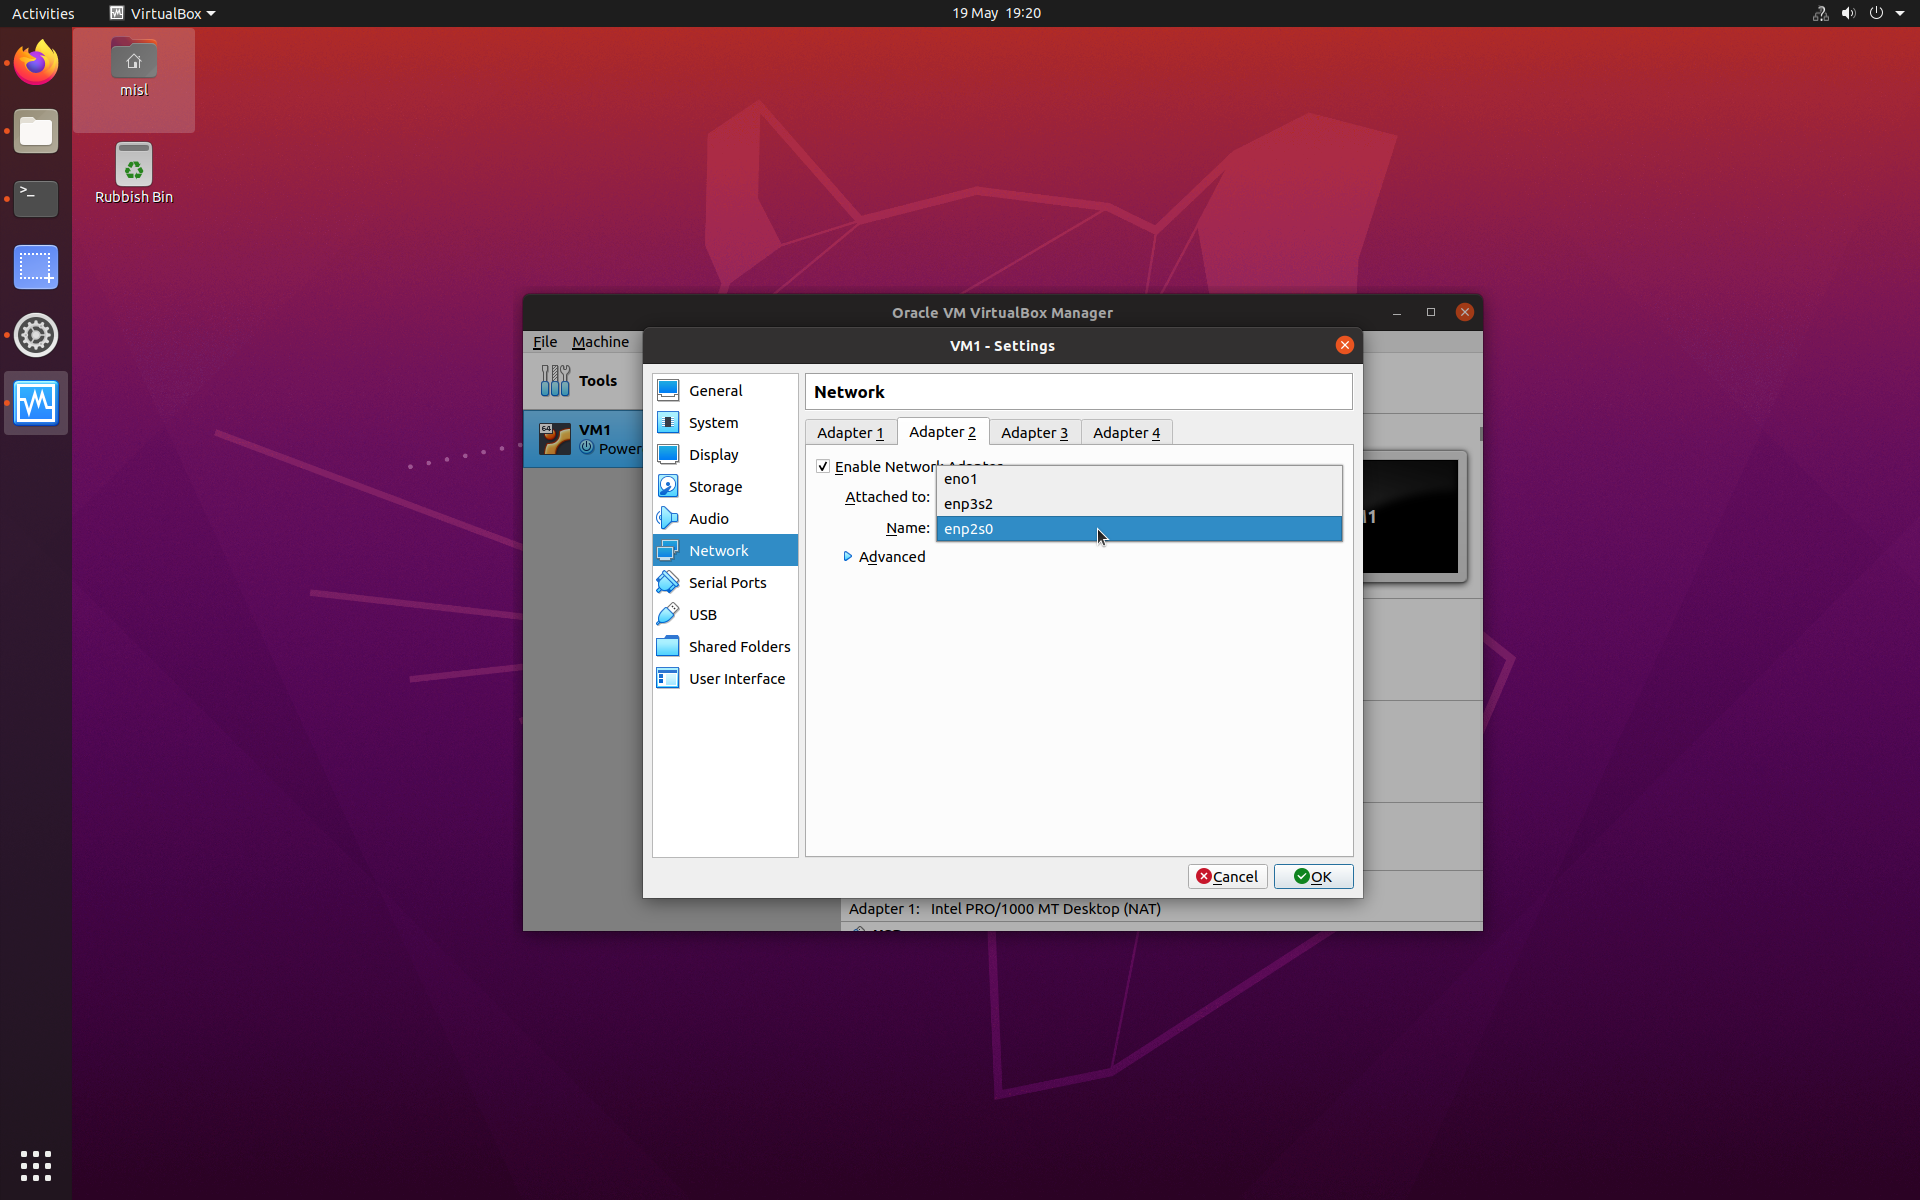 Activities
VirtualBox
19 May 19:20
misl
Rubbish Bin
Oracle VM VirtualBox Manager
File Machine
VM1 - Settings
Tools
64
VM1
Power
General
System
Display
Storage
Audio
Network
Serial Ports
USB
Shared Folders
User Interface
Network
Adapter 1
Adapter 2
Adapter 3
Adapter 4
Enable Network Adapter
Attached to:
eno1
enp3s2
Name:
enp2s0
Advanced
Cancel
OK
Adapter 1: Intel PRO/1000 MT Desktop (NAT)